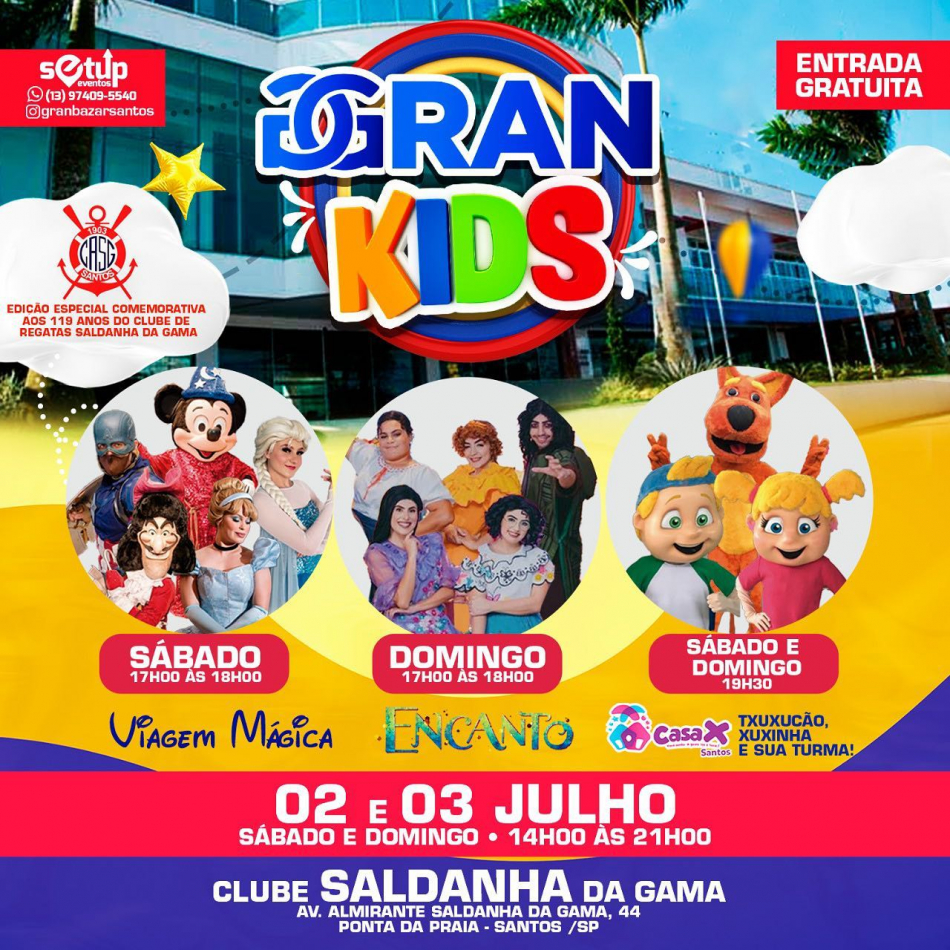 setup
eventos
(13) 97409-5540
@granbazarsantos
ENTRADA
GRATUITA
GRAN
KIDS
1903
CRSG
SANTOS
EDIÇÃO ESPECIAL COMEMORATIVA
AOS 119 ANOS DO CLUBE DE
REGATAS SALDANHA DA GAMA
SÁBADO
17H00 ÀS 18H00
DOMINGO
17H00 ÀS 18H00
SÁBADO E
DOMINGO
19H30
VIAGEM MÁGICA
ENCANTO
CasaX
Santos
TXUXUCÃO,
XUXINHA
E SUA TURMA!
02 E 03 JULHO
SÁBADO E DOMINGO • 14H00 ÀS 21H00
CLUBE SALDANHA DA GAMA
AV. ALMIRANTE SALDANHA DA GAMA, 44
PONTA DA PRAIA - SANTOS /SP